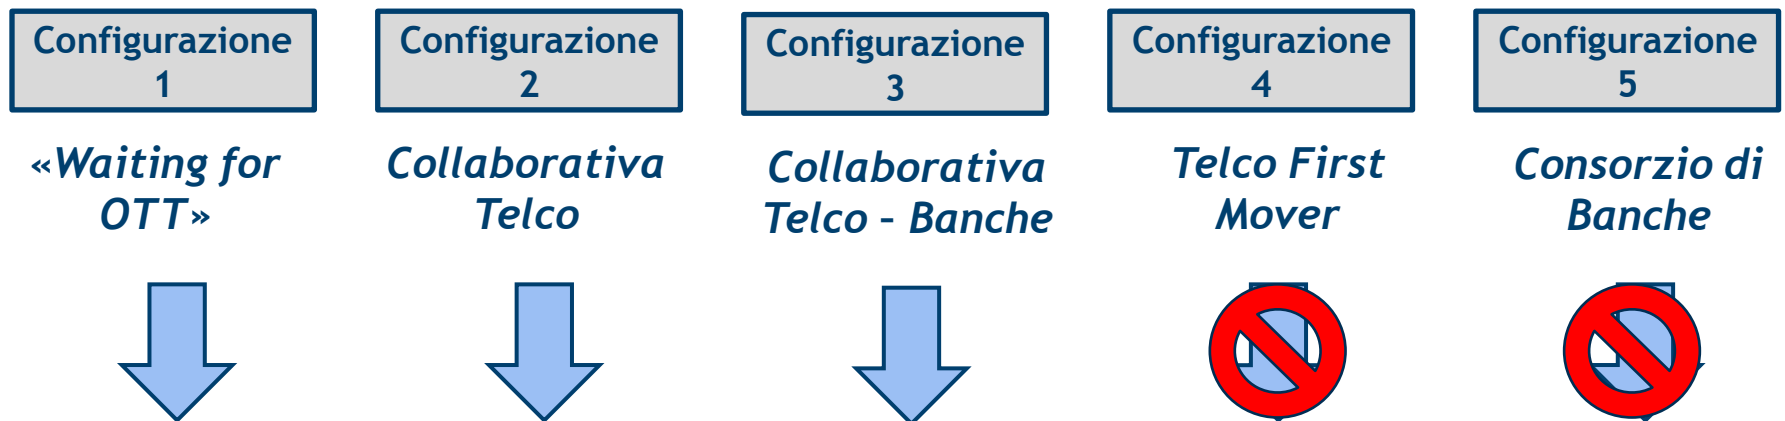 Configurazione
1
Configurazione
2
Configurazione
3
Configurazione
4
Configurazione
5
«Waiting for
OTT»
Collaborativa
Telco
Collaborativa
Telco – Banche
Telco First
Mover
Consorzio di
Banche